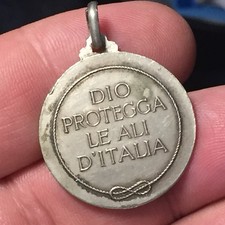 DIO
PROTEGGA
LE ALI
D'ITALIA